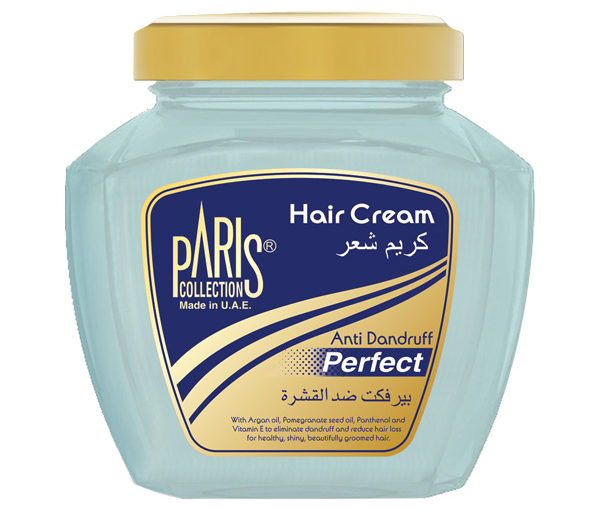 PARIS®
COLLECTION
Made in U.A.E.
Hair Cream
كريم شعر
Anti Dandruff
Perfect
بيرفكت ضد القشرة
With Argan oil, Pomegranate seed oil, Panthenol and
Vitamin E to eliminate dandruff and reduce hair loss
for healthy, shiny, beautifully groomed hair.